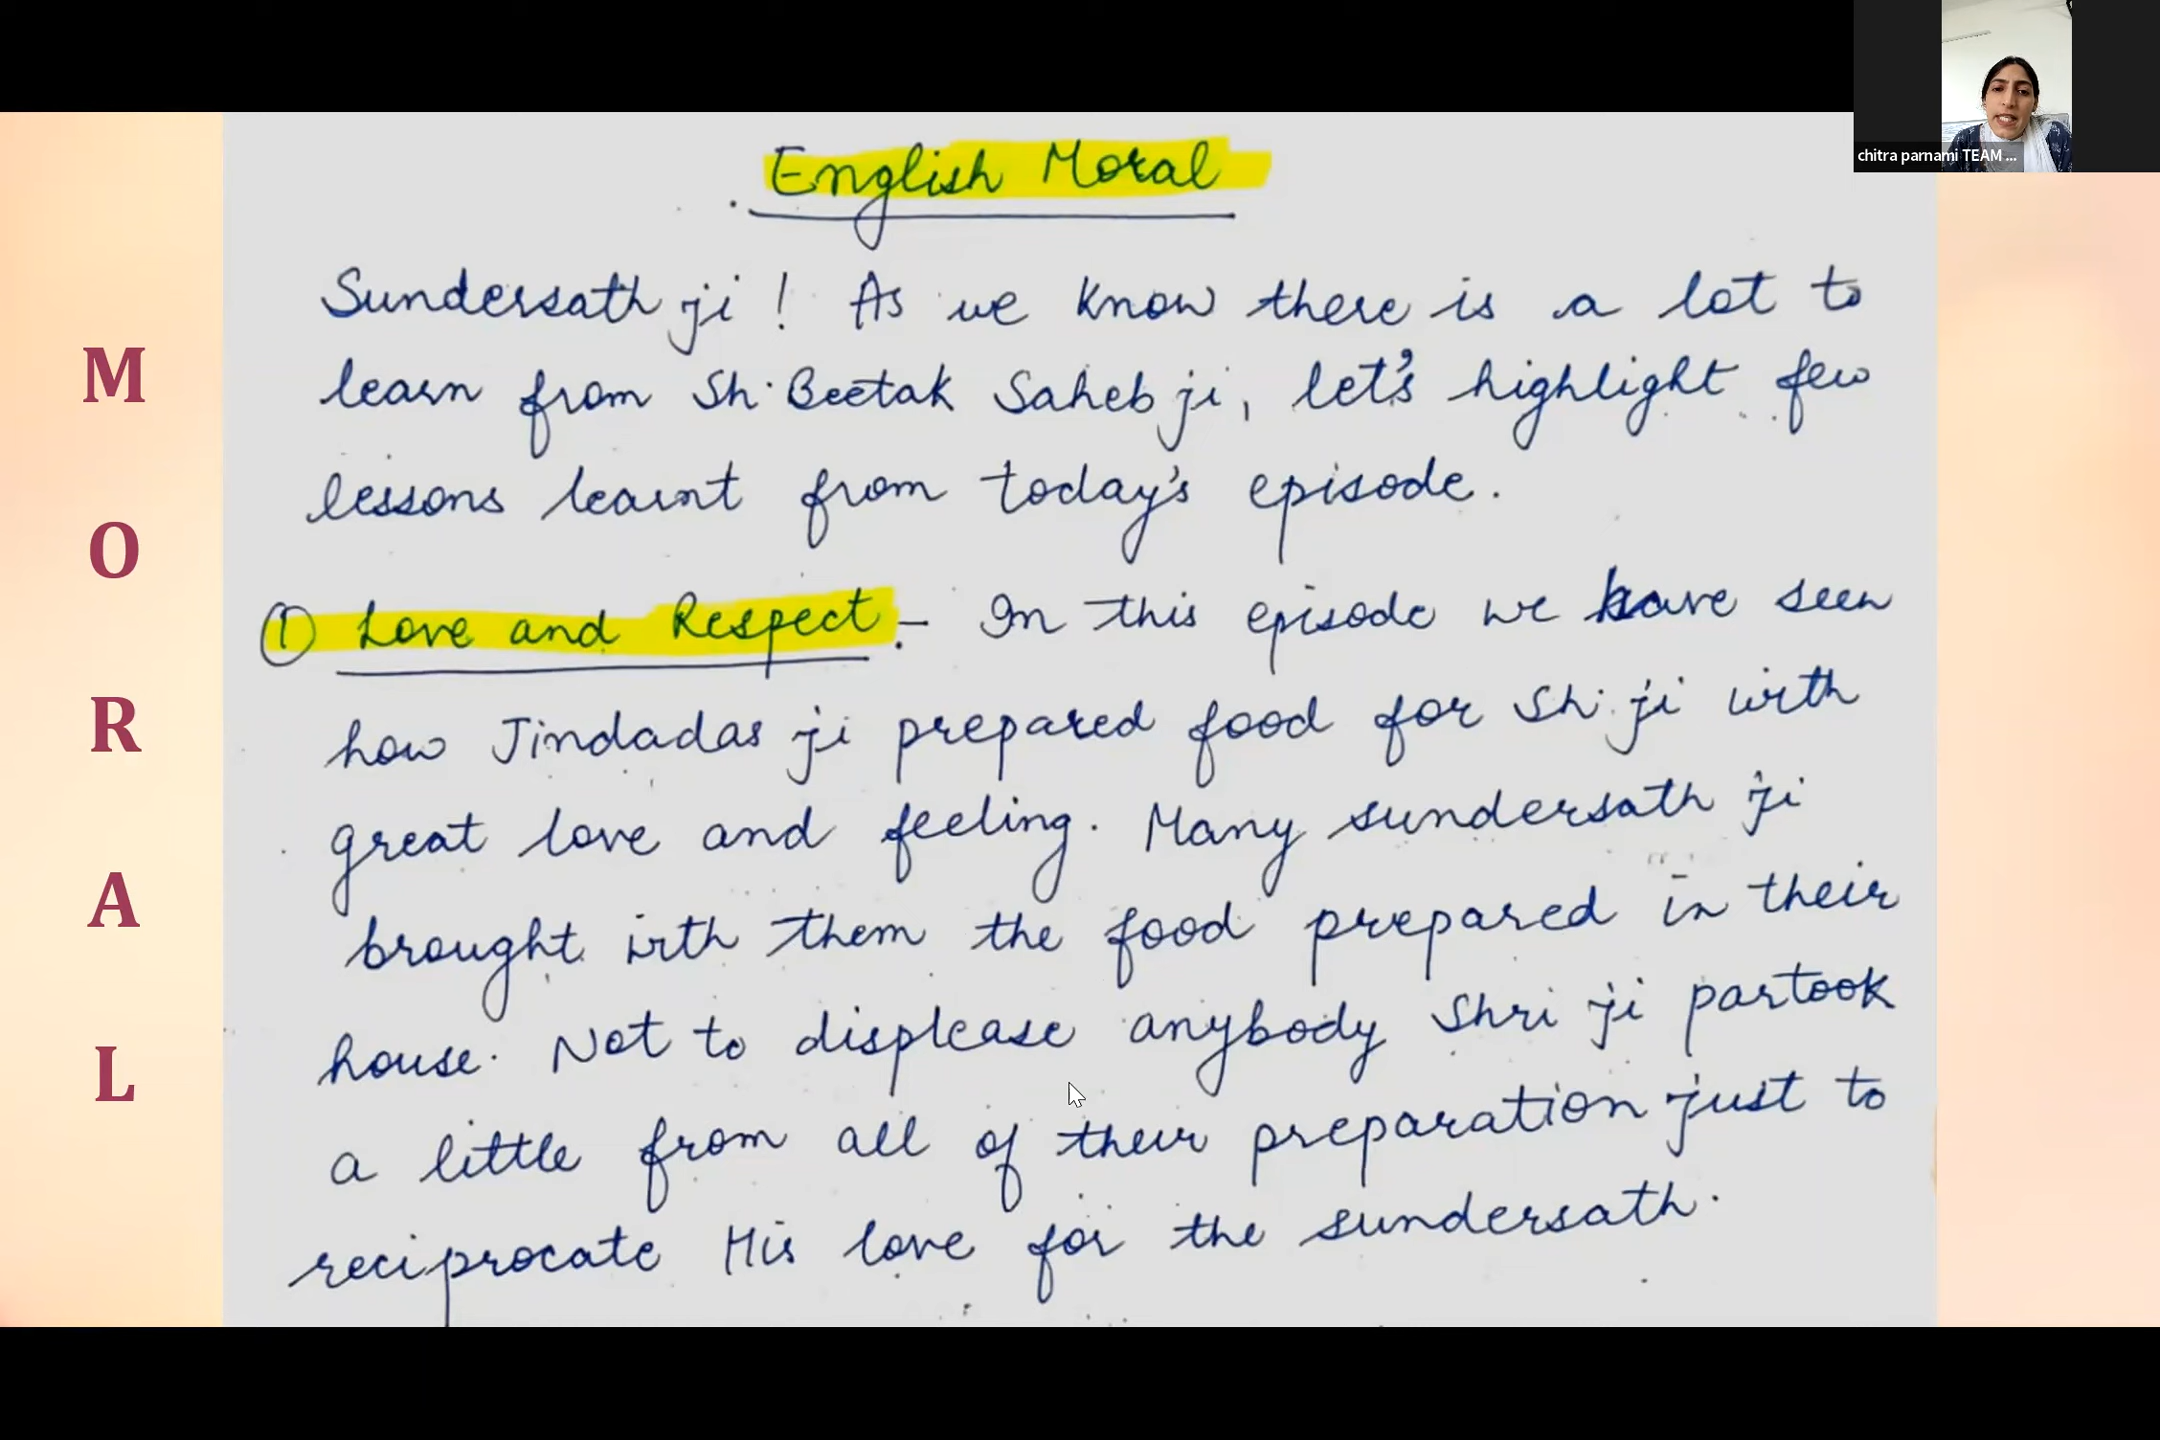 chitra parnami TEAM ...
English Moral
Sundersath ji ! As we know there is a lot to
learn from Sh. Beetak Saheb ji, let's highlight few
lessons learnt from today's episode.
① Love and Respect :- In this episode we have seen
how Jindadas ji prepared food for Sh. ji with
great love and feeling. Many sundersath ji
brought with them the food prepared in their
house. Not to displease anybody Shri ji partook
a little from all of their preparation just to
reciprocate His love for the sundersath.
M
O
R
A
L